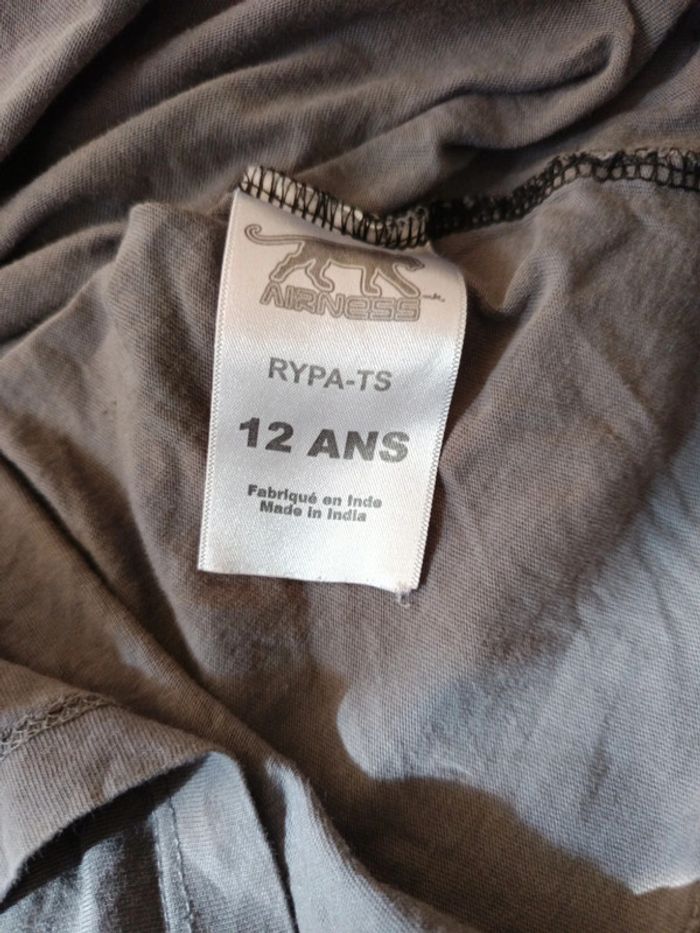 AIRNESS
RYPA-TS
12 ANS
Fabriqué en Inde
Made in India